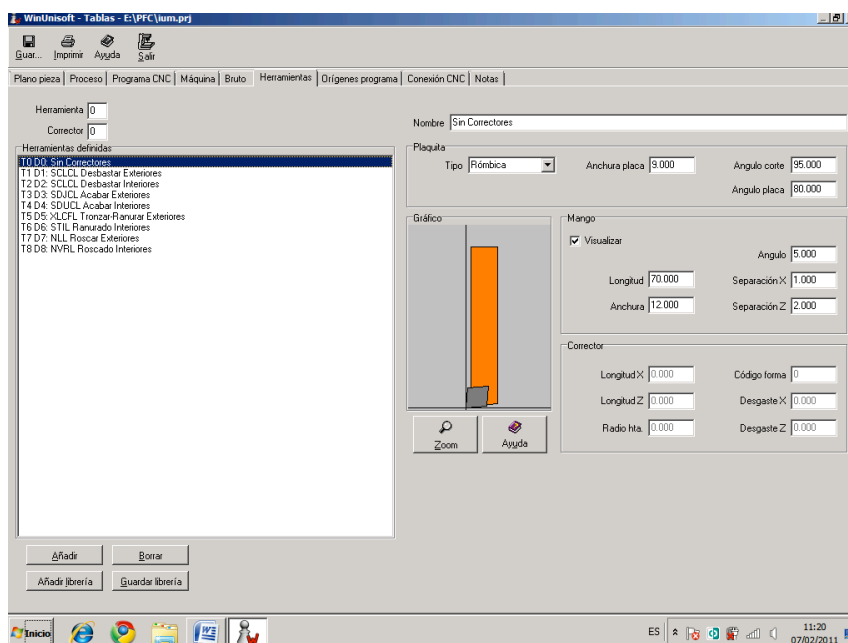 WinUnisoft - Tablas - E:\PFC\ium.prj
Guar... Imprimir Ayuda Salir
Plano pieza Proceso Programa CNC Máquina Bruto Herramientas Orígenes programa Conexión CNC Notas
Herramienta 0
Corrector 0
Herramientas definidas
T0 D0: Sin Correctores
T1 D1: SCLCL Desbastar Exteriores
T2 D2: SCLCL Desbastar Interiores
T3 D3: SDJCL Acabar Exteriores
T4 D4: SDUCL Acabar Interiores
T5 D5: XLCFL Tronzar-Ranurar Exteriores
T6 D6: STIL Ranurado Interiores
T7 D7: NLL Roscar Exteriores
T8 D8: NVRL Roscado Interiores
Añadir Borrar
Añadir librería Guardar librería
Nombre Sin Correctores
Plaquita
Tipo Rómbica Anchura placa 9.000 Angulo corte 95.000
Angulo placa 80.000
Gráfico
Zoom Ayuda
Mango
Visualizar
Angulo 5.000
Longitud 70.000 Separación X 1.000
Anchura 12.000 Separación Z 2.000
Corrector
Longitud X 0.000 Código forma 0
Longitud Z 0.000 Desgaste X 0.000
Radio hta. 0.000 Desgaste Z 0.000
Inicio
ES
11:20
07/02/2011